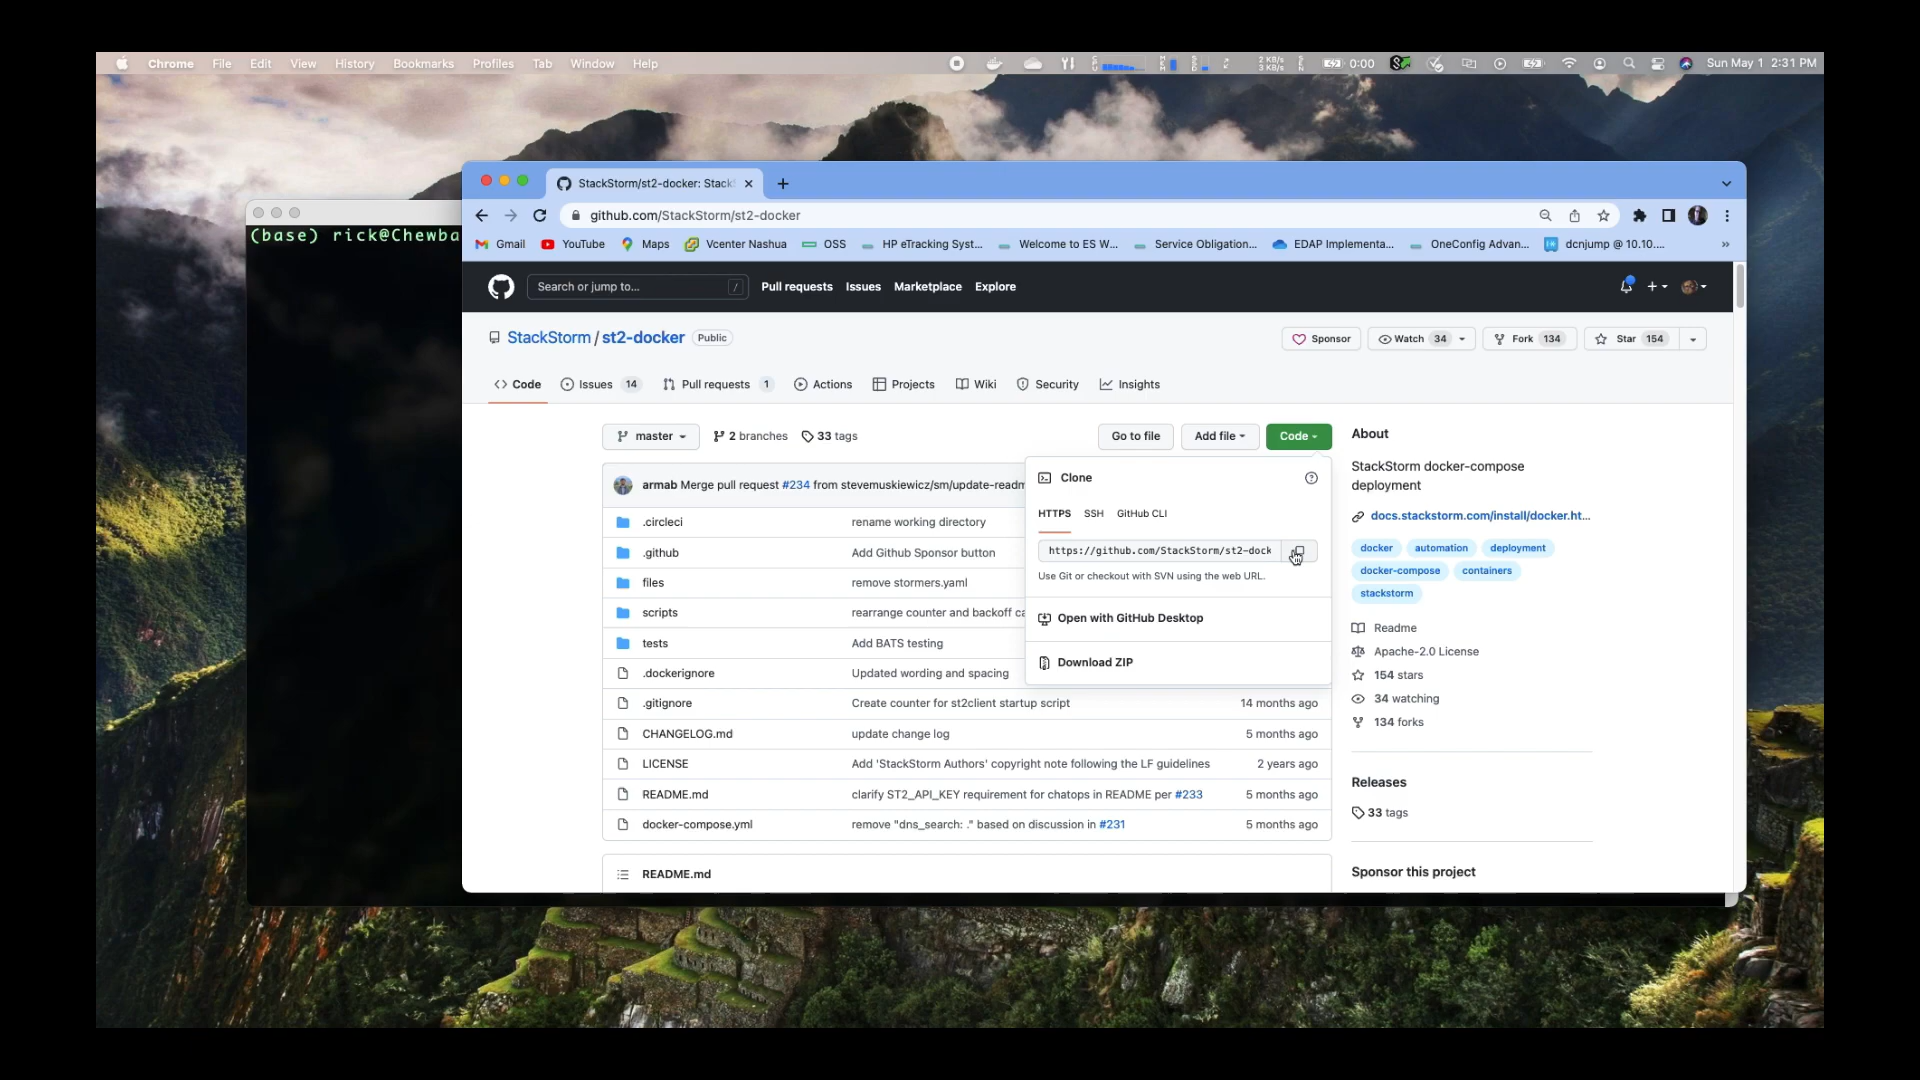 Chrome File Edit View History Bookmarks Profiles Tab Window Help
2 KB/s
3 KB/s
0:00
Sun May 1 2:31 PM
StackStorm/st2-docker: Stack
github.com/StackStorm/st2-docker
Gmail YouTube Maps Vcenter Nashua OSS HP eTracking Syst... Welcome to ES W... Service Obligation... EDAP Implementa... OneConfig Advan... dcnjump @ 10.10.... »
(base) rick@Chewba
Search or jump to... / Pull requests Issues Marketplace Explore
StackStorm / st2-docker Public
Sponsor Watch 34 Fork 134 Star 154
Code Issues 14 Pull requests 1 Actions Projects Wiki Security Insights
master 2 branches 33 tags Go to file Add file Code
armab Merge pull request #234 from stevemuskiewicz/sm/update-readm
.circleci rename working directory
.github Add Github Sponsor button
files remove stormers.yaml
scripts rearrange counter and backoff ca
tests Add BATS testing
.dockerignore Updated wording and spacing
.gitignore Create counter for st2client startup script 14 months ago
CHANGELOG.md update change log 5 months ago
LICENSE Add 'StackStorm Authors' copyright note following the LF guidelines 2 years ago
README.md clarify ST2_API_KEY requirement for chatops in README per #233 5 months ago
docker-compose.yml remove "dns_search: ." based on discussion in #231 5 months ago
README.md
Clone
HTTPS SSH GitHub CLI
https://github.com/StackStorm/st2-dock
Use Git or checkout with SVN using the web URL.
Open with GitHub Desktop
Download ZIP
About
StackStorm docker-compose
deployment
docs.stackstorm.com/install/docker.ht...
docker automation deployment
docker-compose containers
stackstorm
Readme
Apache-2.0 License
154 stars
34 watching
134 forks
Releases
33 tags
Sponsor this project